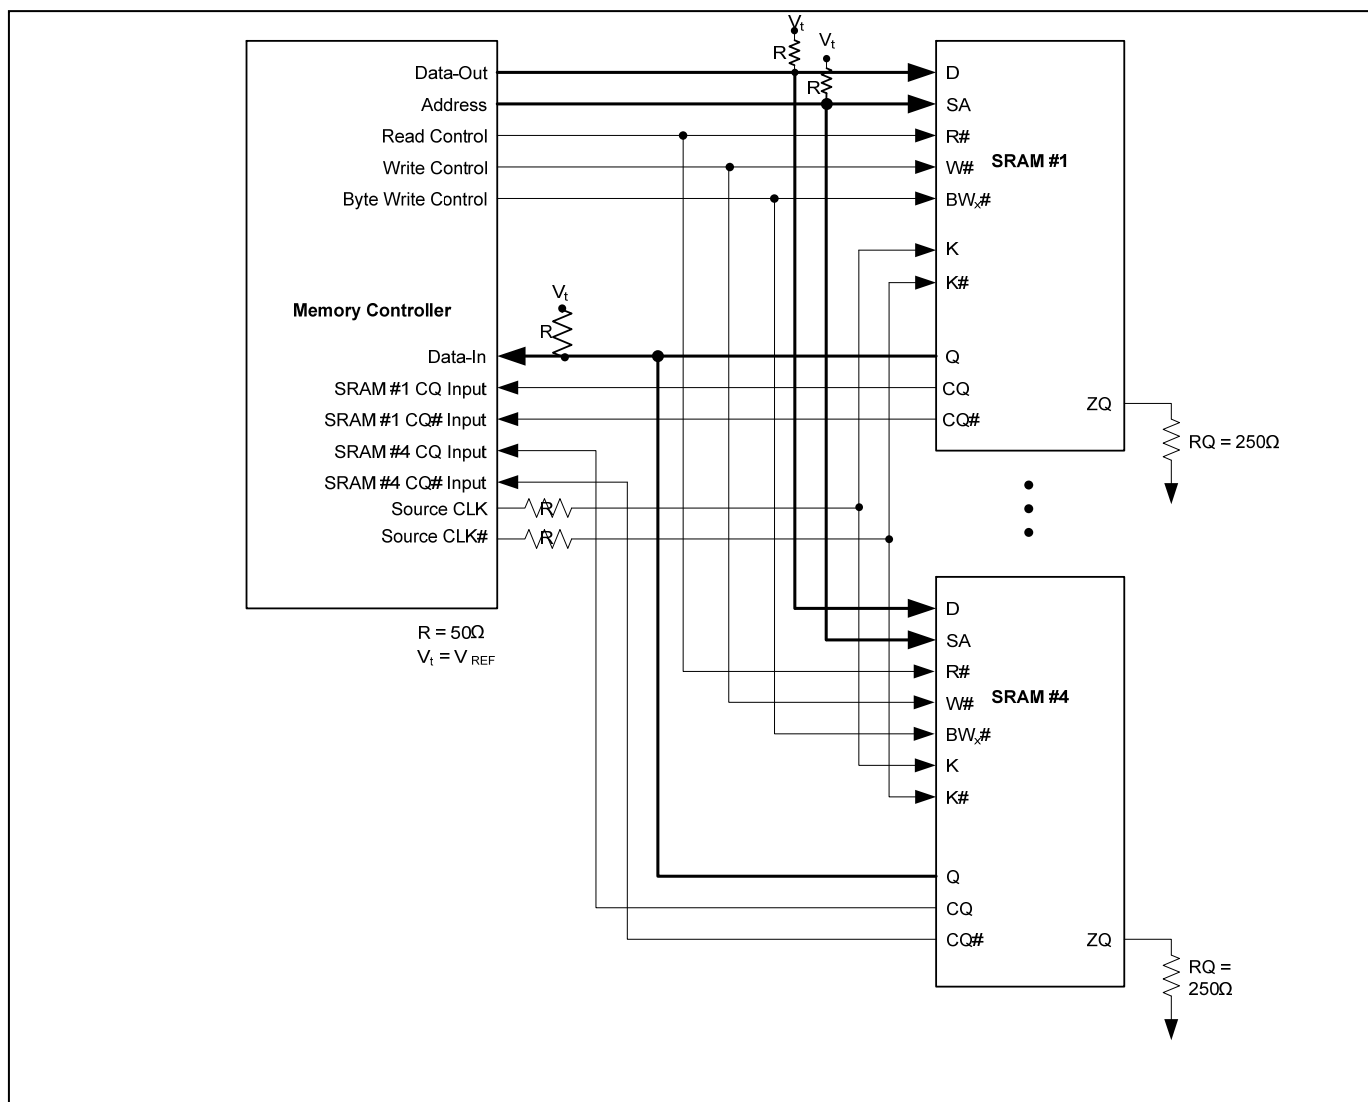 Vt
R
Vt
R
Data-Out
Address
Read Control
Write Control
Byte Write Control
Memory Controller
Vt
R
Data-In
SRAM #1 CQ Input
SRAM #1 CQ# Input
SRAM #4 CQ Input
SRAM #4 CQ# Input
Source CLK
R
Source CLK#
R
R = 50Ω
Vt = V REF
D
SA
R#
SRAM #1
W#
BWx#
K
K#
Q
CQ
ZQ
CQ#
RQ = 250Ω
D
SA
R#
SRAM #4
W#
BWx#
K
K#
Q
CQ
CQ#
ZQ
RQ =
250Ω